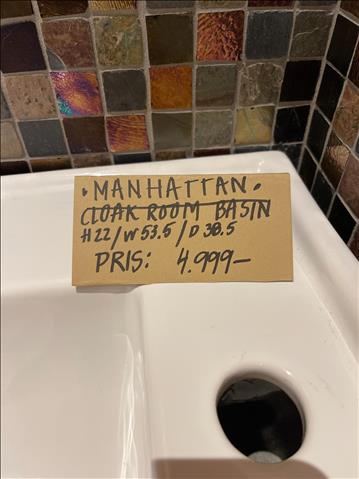 • MANHATTAN •
CLOAK ROOM BASIN
H22/W53.5/D38.5
PRIS: 4.999-